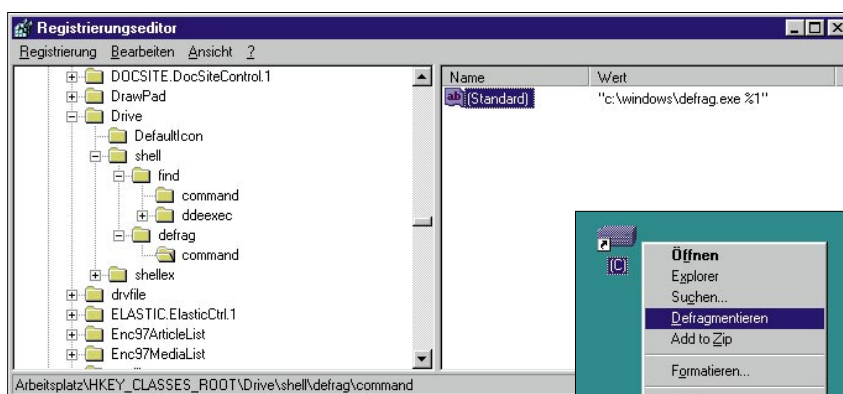 Registrierungseditor
Registrierung Bearbeiten Ansicht ?
DOCSITE.DocSiteControl.1
DrawPad
Drive
DefaultIcon
shell
find
command
ddeexec
defrag
command
shellex
drvfile
ELASTIC.ElasticCtrl.1
Enc97ArticleList
Enc97MediaList
Name Wert
(Standard) "c:\windows\defrag.exe %1"
Arbeitsplatz\HKEY_CLASSES_ROOT\Drive\shell\defrag\command
(C)
Öffnen
Explorer
Suchen...
Defragmentieren
Add to Zip
Formatieren...